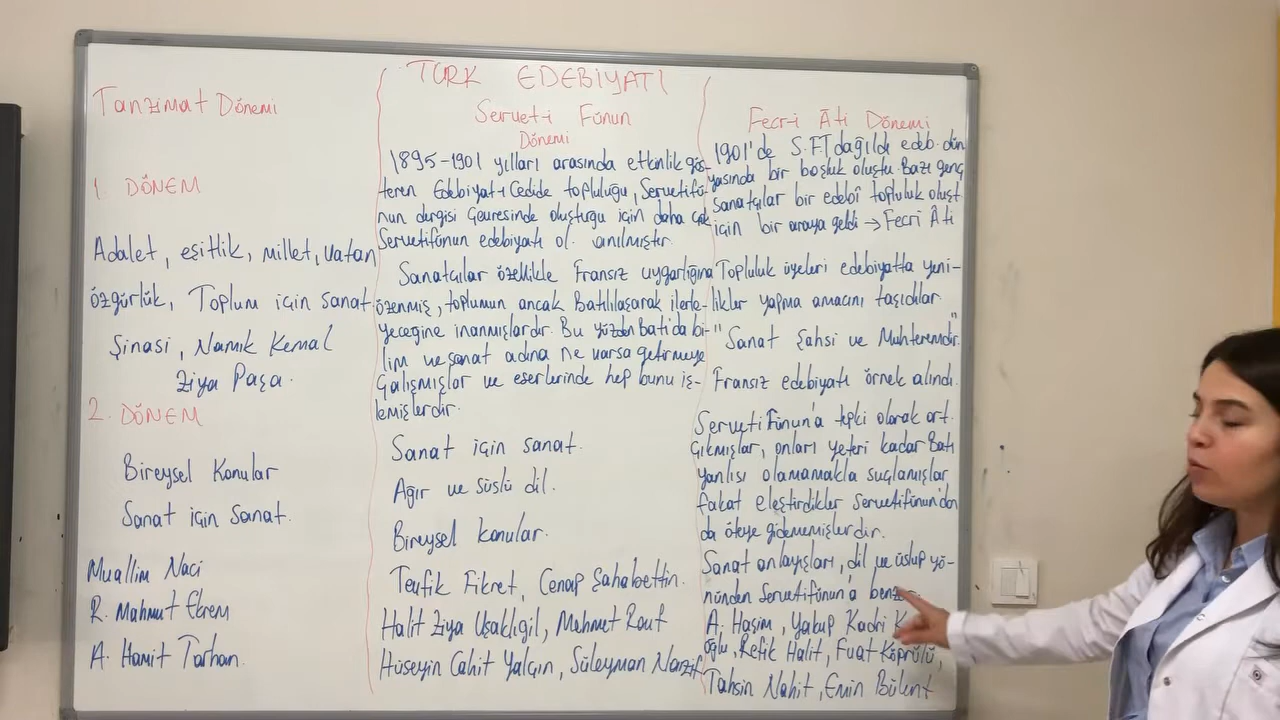 TÜRK EDEBİYATI
Tanzimat Dönemi
1. DÖNEM
Adalet, eşitlik, millet, vatan
özgürlük, Toplum için sanat
Şinasi, Namık Kemal
Ziya Paşa.
2. DÖNEM
Bireysel Konular
Sanat için Sanat.
Muallim Naci
R. Mahmut Ekrem
A. Hamit Tarhan.
Servet-i Fünun
Dönemi
1895-1901 yılları arasında etkinlik gös-
teren Edebiyat-ı Cedide topluluğu, Servetifü-
nun dergisi çevresinde oluştuğu için daha çok
Servetifünun edebiyatı ol. anılmıştır.
Sanatçılar özellikle Fransız uygarlığına
özenmiş, toplumun ancak Batılılaşarak ilerle-
yeceğine inanmışlardır. Bu yüzden Batı'da bi-
lim ve sanat adına ne varsa getirmeye
çalışmışlar ve eserlerinde hep bunu iş-
lemişlerdir.
Sanat için sanat.
Ağır ve süslü dil.
Bireysel konular.
Tevfik Fikret, Cenap Şahabettin.
Halit Ziya Uşaklıgil, Mahmet Rauf
Hüseyin Cahit Yalçın, Süleyman Nazif
Fecr-i Âti Dönemi
1901'de S.F.T dağıldı edeb. dün
yasında bir boşluk oluştu. Bazı genç
sanatçılar bir edebî topluluk oluşt
için bir araya geldi → Fecri Âti
Topluluk üyeleri edebiyatta yeni-
likler yapma amacını taşıdılar.
"Sanat Şahsi ve Muhteremdir."
Fransız edebiyatı örnek alındı.
Servetifünun'a tepki olarak ort.
çıkmışlar, onları yeteri kadar Batı
yanlısı olamamakla suçlamışlar
fakat eleştirdikler servetifünun'dan
da öteye gidememişlerdir.
Sanat anlayışları, dil ve üslup yö-
nünden Servetifünun'a
A. Haşim, Yakup Kadri K
oğlu, Refik Halit, Fuat Köprülü,
Tahsin Nahit, Emin Bülent